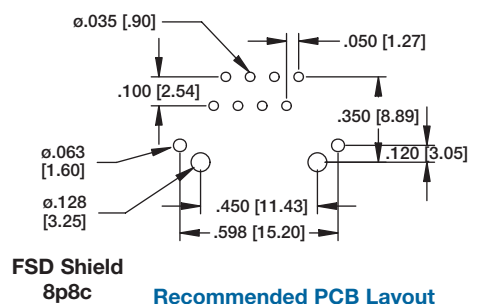 ø.035 [.90]
.050 [1.27]
.100 [2.54]
.350 [8.89]
ø.063
[1.60]
.120 [3.05]
ø.128
[3.25]
.450 [11.43]
.598 [15.20]
FSD Shield
8p8c
Recommended PCB Layout